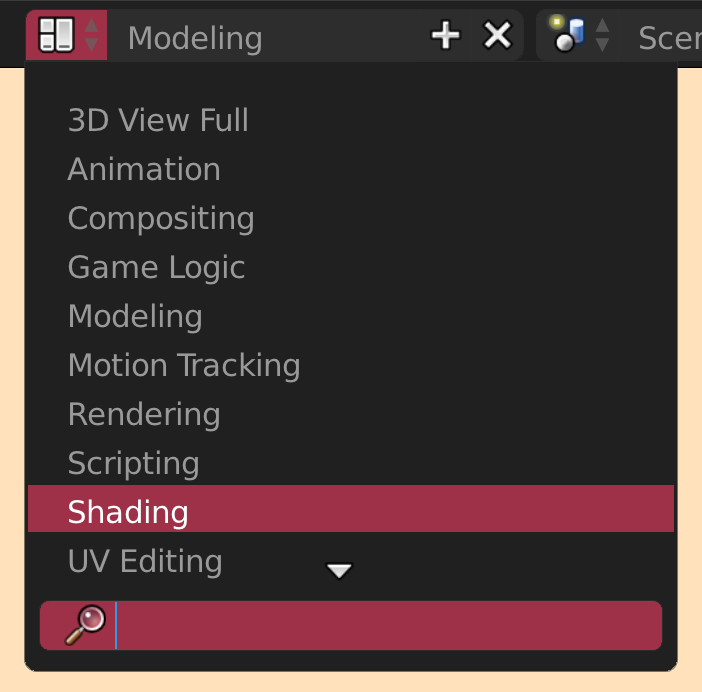 Modeling
Scer
3D View Full
Animation
Compositing
Game Logic
Modeling
Motion Tracking
Rendering
Scripting
Shading
UV Editing